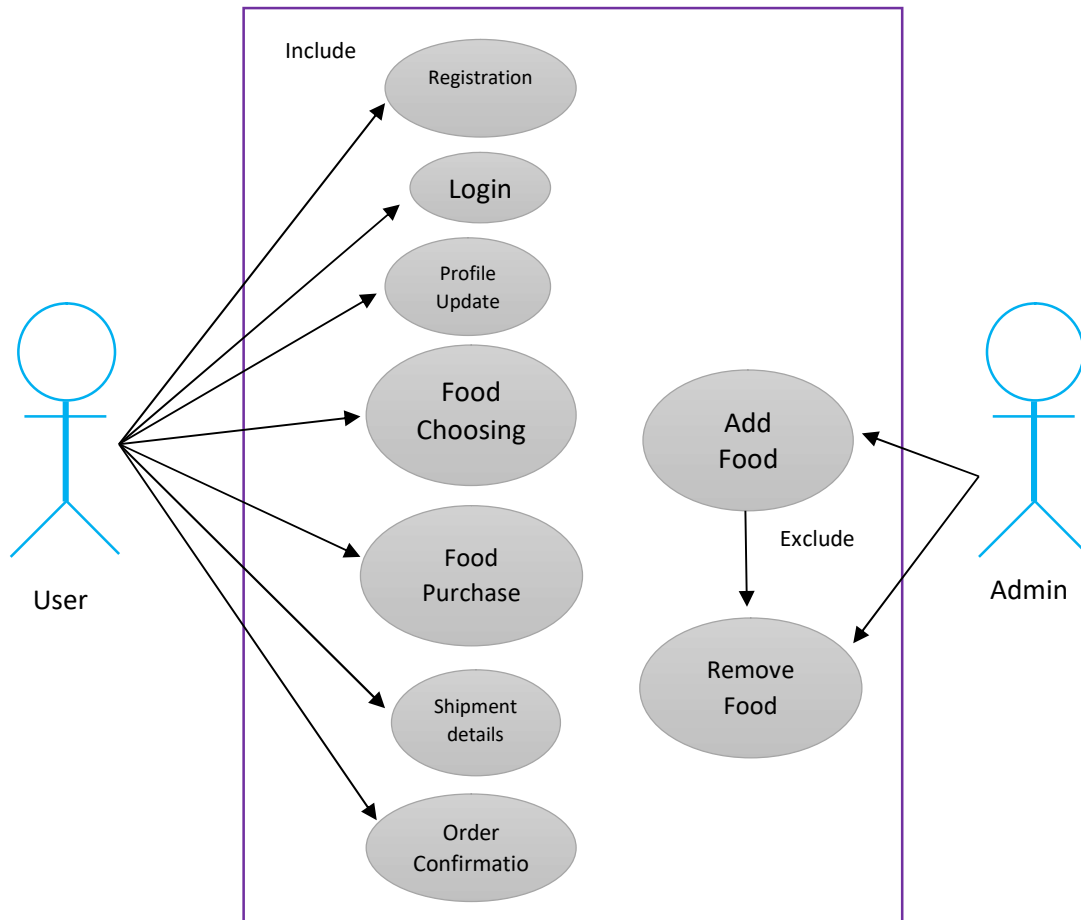 Include
Registration
Login
Profile
Update
Food
Choosing
Food
Purchase
Shipment
details
Order
Confirmatio
User
Add
Food
Exclude
Remove
Food
Admin